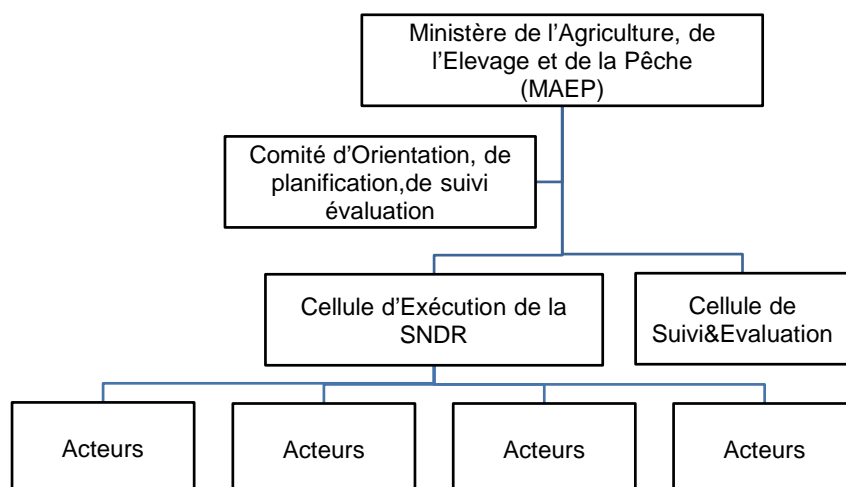 Ministère de l'Agriculture, de
l'Elevage et de la Pêche
(MAEP)
Comité d'Orientation, de
planification,de suivi
évaluation
Cellule d'Exécution de la
SNDR
Cellule de
Suivi&Evaluation
Acteurs
Acteurs
Acteurs
Acteurs